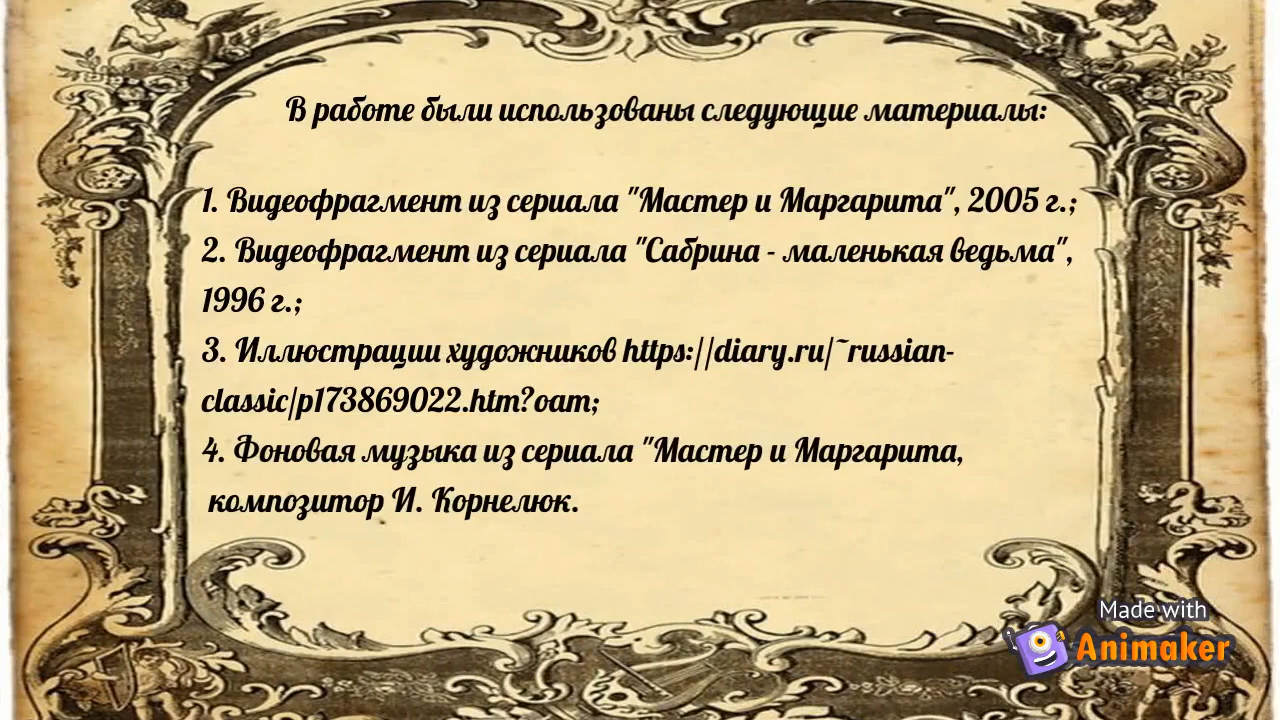 В работе были использованы следующие материалы:
1. Видеофрагмент из сериала "Мастер и Маргарита", 2005 г.;
2. Видеофрагмент из сериала "Сабрина - маленькая ведьма",
1996 г.;
3. Иллюстрации художников https://diary.ru/~russian-
classic/p173869022.htm?oam;
4. Фоновая музыка из сериала "Мастер и Маргарита,
композитор И. Корнелюк.
Made with
Animaker